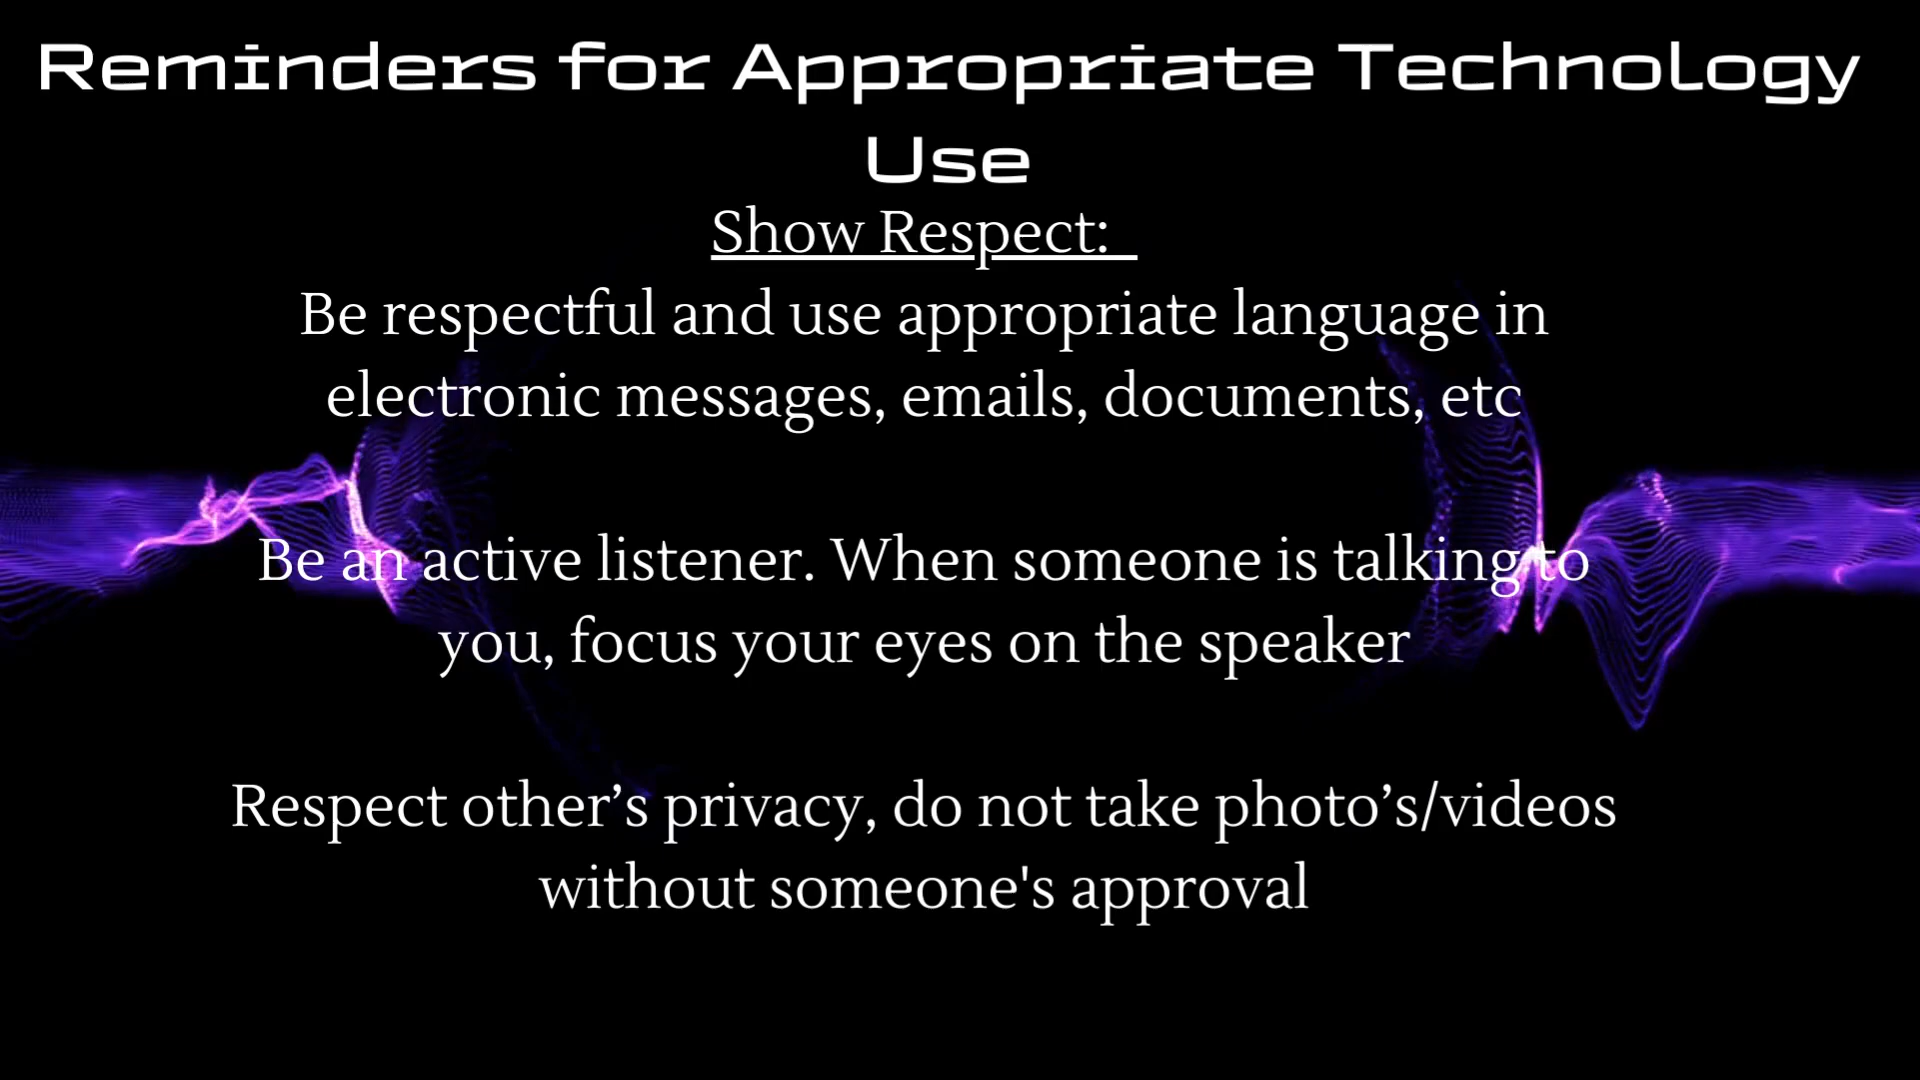 Reminders for Appropriate Technology
Use
Show Respect:
Be respectful and use appropriate language in
electronic messages, emails, documents, etc
Be an active listener. When someone is talking to
you, focus your eyes on the speaker
Respect other’s privacy, do not take photo’s/videos
without someone's approval